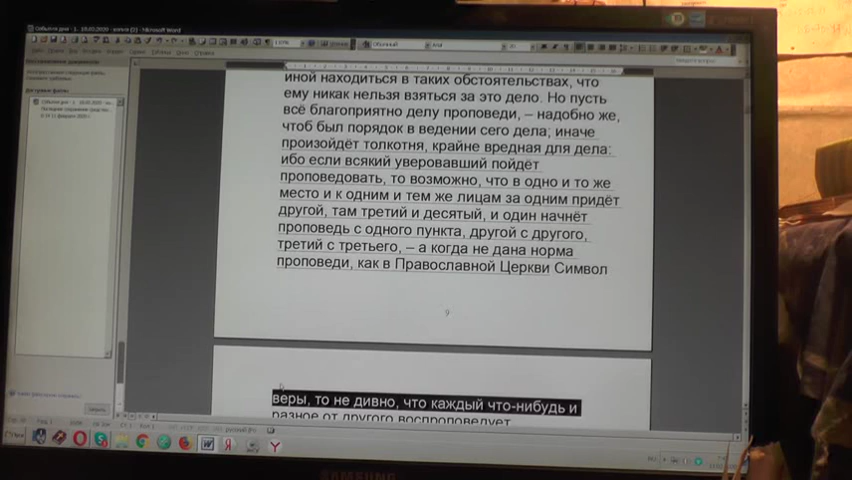 иной находиться в таких обстоятельствах, что
ему никак нельзя взяться за это дело. Но пусть
всё благоприятно делу проповеди, – надобно же,
чтоб был порядок в ведении сего дела; иначе
произойдёт толкотня, крайне вредная для дела:
ибо если всякий уверовавший пойдёт
проповедовать, то возможно, что в одно и то же
место и к одним и тем же лицам за одним придёт
другой, там третий и десятый, и один начнёт
проповедь с одного пункта, другой с другого,
третий с третьего, – а когда не дана норма
проповеди, как в Православной Церкви Символ
9
веры, то не дивно, что каждый что-нибудь и
разное от другого воспроповедует
SAMSUNG